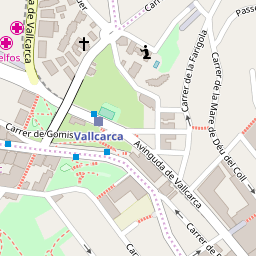 a de Vallcarca
elfos
Carrer de la Farigola
Carrer de la Mare de Déu del Coll
Passe
Carrer de Gomis
Vallcarca
Avinguda de Vallcarca
Carrer de